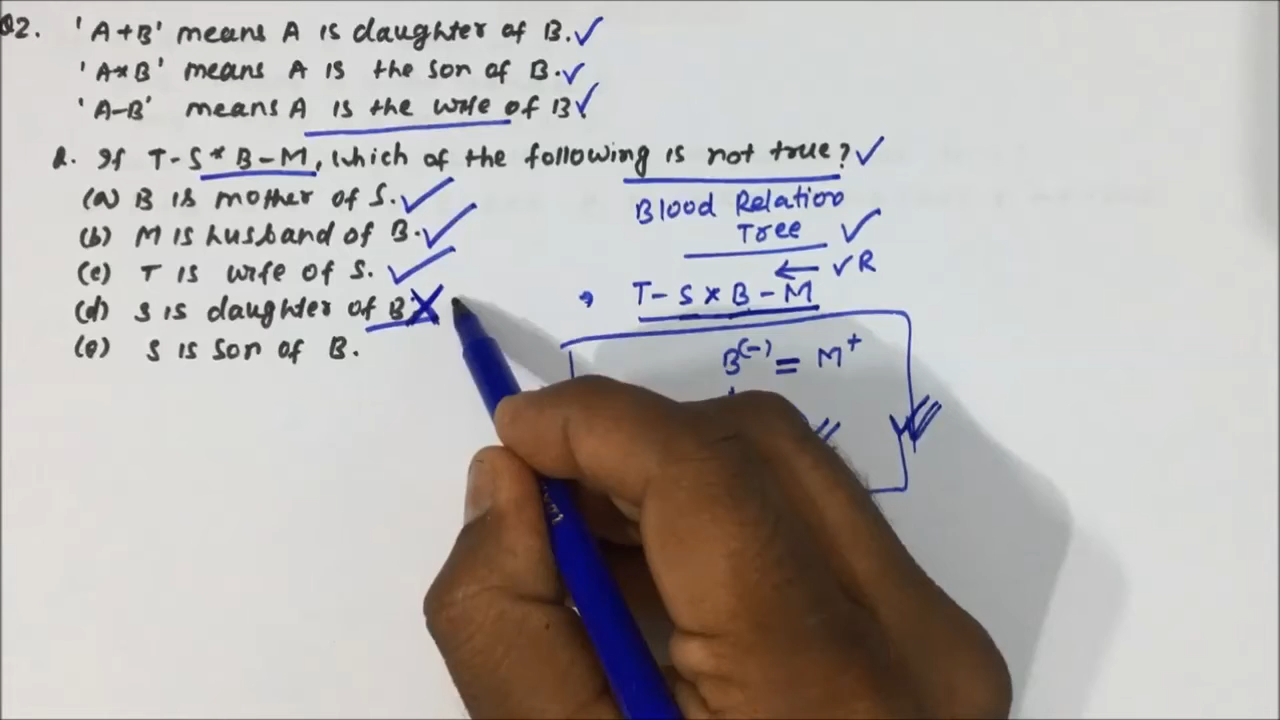 Q2. 'A+B' means A is daughter of B.
'A*B' means A is the son of B.
'A-B' means A is the wife of B
Q. If T-S*B-M, which of the following is not true?
(a) B is mother of S.
(b) M is husband of B.
(c) T is wife of S.
(d) S is daughter of B
(e) S is son of B.
Blood Relation
Tree
← R
T-S×B-M
B(-) = M+